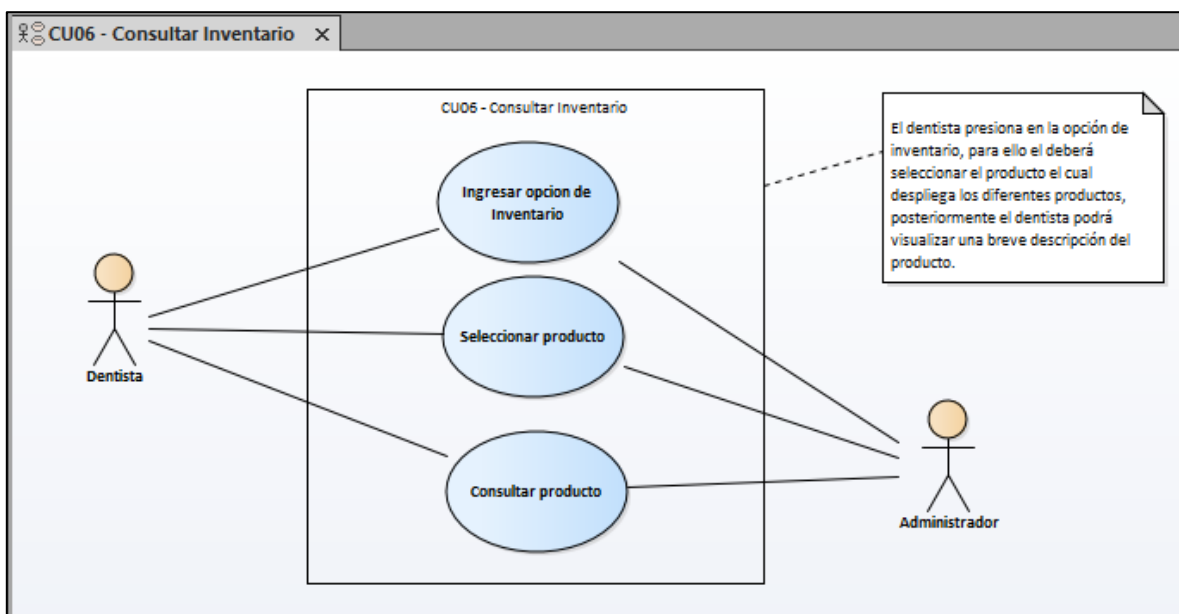 CU06 - Consultar Inventario X
CU06 - Consultar Inventario
Ingresar opcion de
Inventario
Seleccionar producto
Consultar producto
Dentista
Administrador
El dentista presiona en la opción de
inventario, para ello el deberá
seleccionar el producto el cual
despliega los diferentes productos,
posteriormente el dentista podrá
visualizar una breve descripción del
producto.